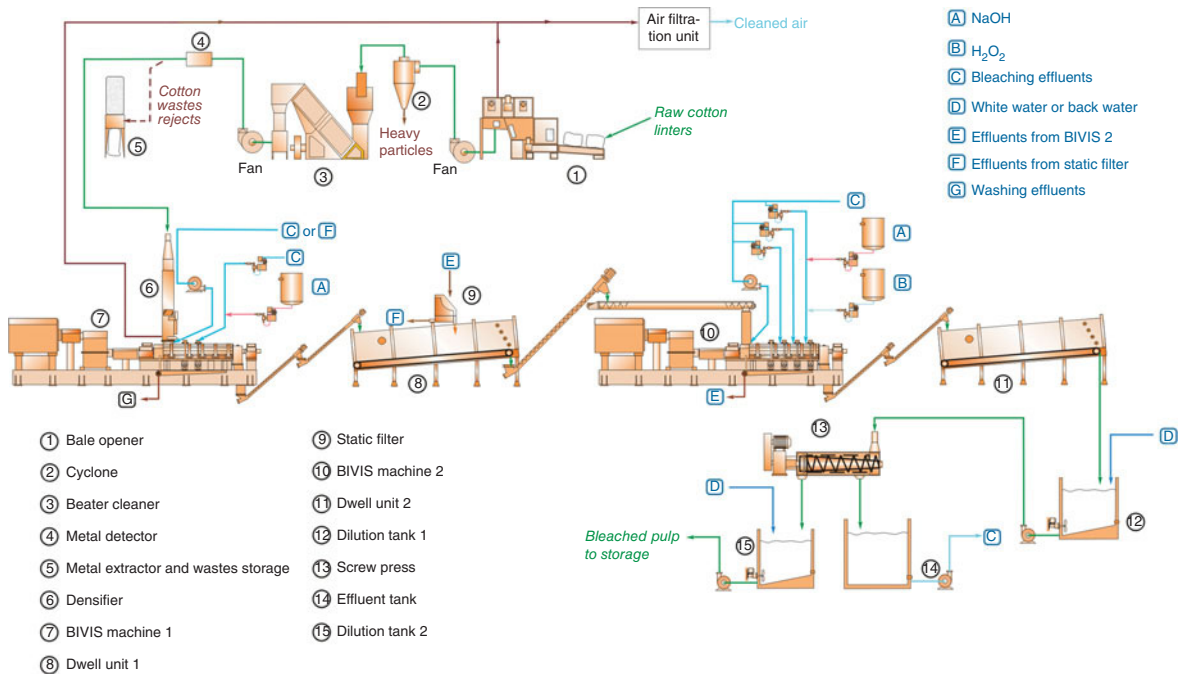 Air filtra-
tion unit
Cleaned air
A NaOH
B H₂O₂
C Bleaching effluents
D White water or back water
E Effluents from BIVIS 2
F Effluents from static filter
G Washing effluents
4
Cotton
wastes
rejects
5
Fan
3
2
Heavy
particles
Fan
Raw cotton
linters
1
C or F
C
A
6
7
G
E
9
F
8
C
A
B
10
E
11
13
D
D
12
15
Bleached pulp
to storage
C
14
1 Bale opener
2 Cyclone
3 Beater cleaner
4 Metal detector
5 Metal extractor and wastes storage
6 Densifier
7 BIVIS machine 1
8 Dwell unit 1
9 Static filter
10 BIVIS machine 2
11 Dwell unit 2
12 Dilution tank 1
13 Screw press
14 Effluent tank
15 Dilution tank 2